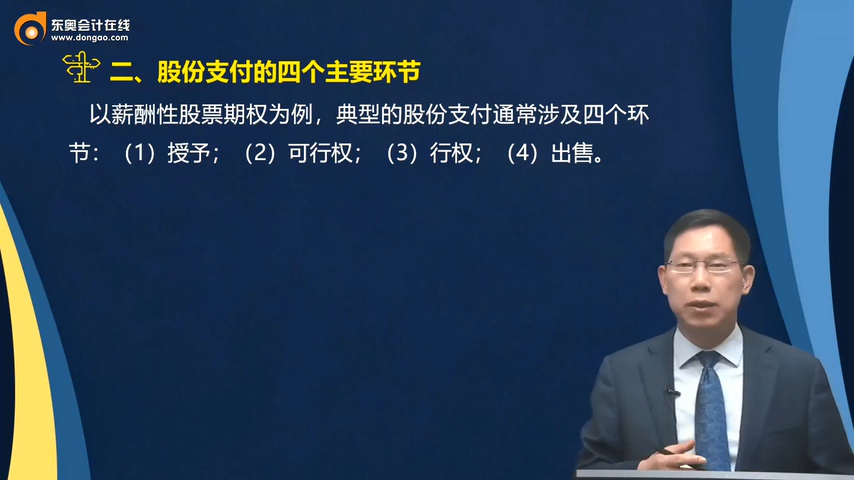 东奥会计在线
www.dongao.com
二、股份支付的四个主要环节
以薪酬性股票期权为例，典型的股份支付通常涉及四个环
节：（1）授予；（2）可行权；（3）行权；（4）出售。